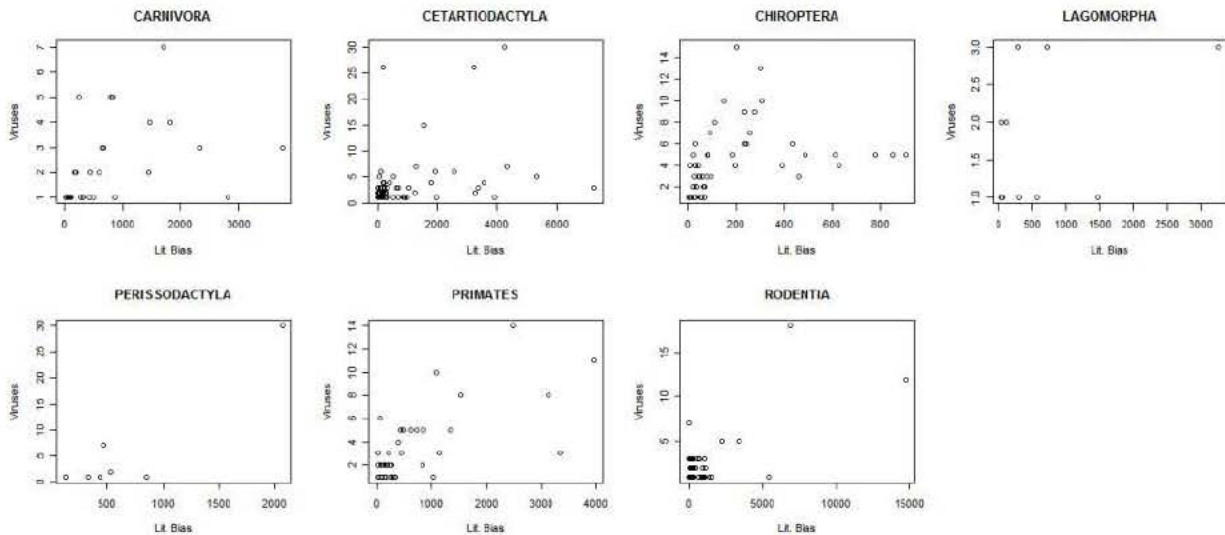 CARNIVORA
Viruses
7
6
5
4
3
2
1
0 1000 2000 3000
Lit. Bias
CETARTIODACTYLA
Viruses
30
25
20
15
10
5
0
0 2000 4000 6000
Lit. Bias
CHIROPTERA
Viruses
14
12
10
8
6
4
2
0 200 400 600 800
Lit. Bias
LAGOMORPHA
Viruses
3.0
2.5
2.0
1.5
1.0
0 500 1000 1500 2000 2500 3000
Lit. Bias
PERISSODACTYLA
Viruses
30
25
20
15
10
5
0
500 1000 1500 2000
Lit. Bias
PRIMATES
Viruses
14
12
10
8
6
4
2
0 1000 2000 3000 4000
Lit. Bias
RODENTIA
Viruses
15
10
5
0 5000 10000 15000
Lit. Bias